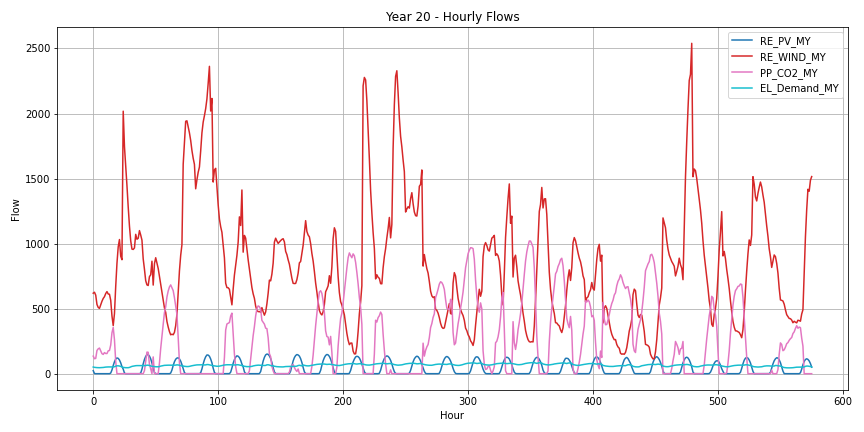 Year 20 - Hourly Flows
RE_PV_MY
RE_WIND_MY
PP_CO2_MY
EL_Demand_MY
Flow
2500
2000
1500
1000
500
0
0 100 200 300 400 500 600
Hour